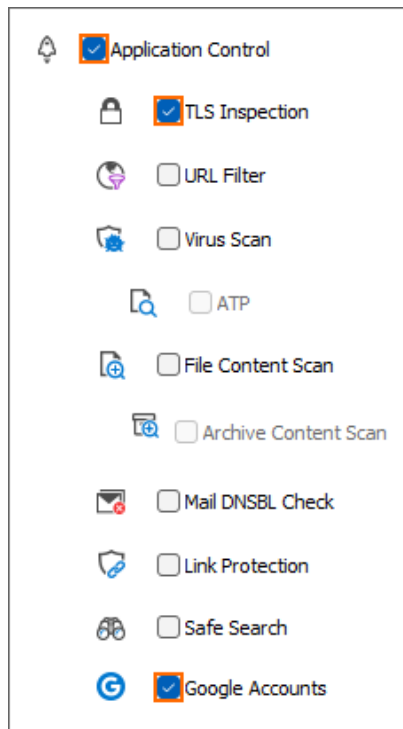 Application Control
TLS Inspection
URL Filter
Virus Scan
ATP
File Content Scan
Archive Content Scan
Mail DNSBL Check
Link Protection
Safe Search
Google Accounts